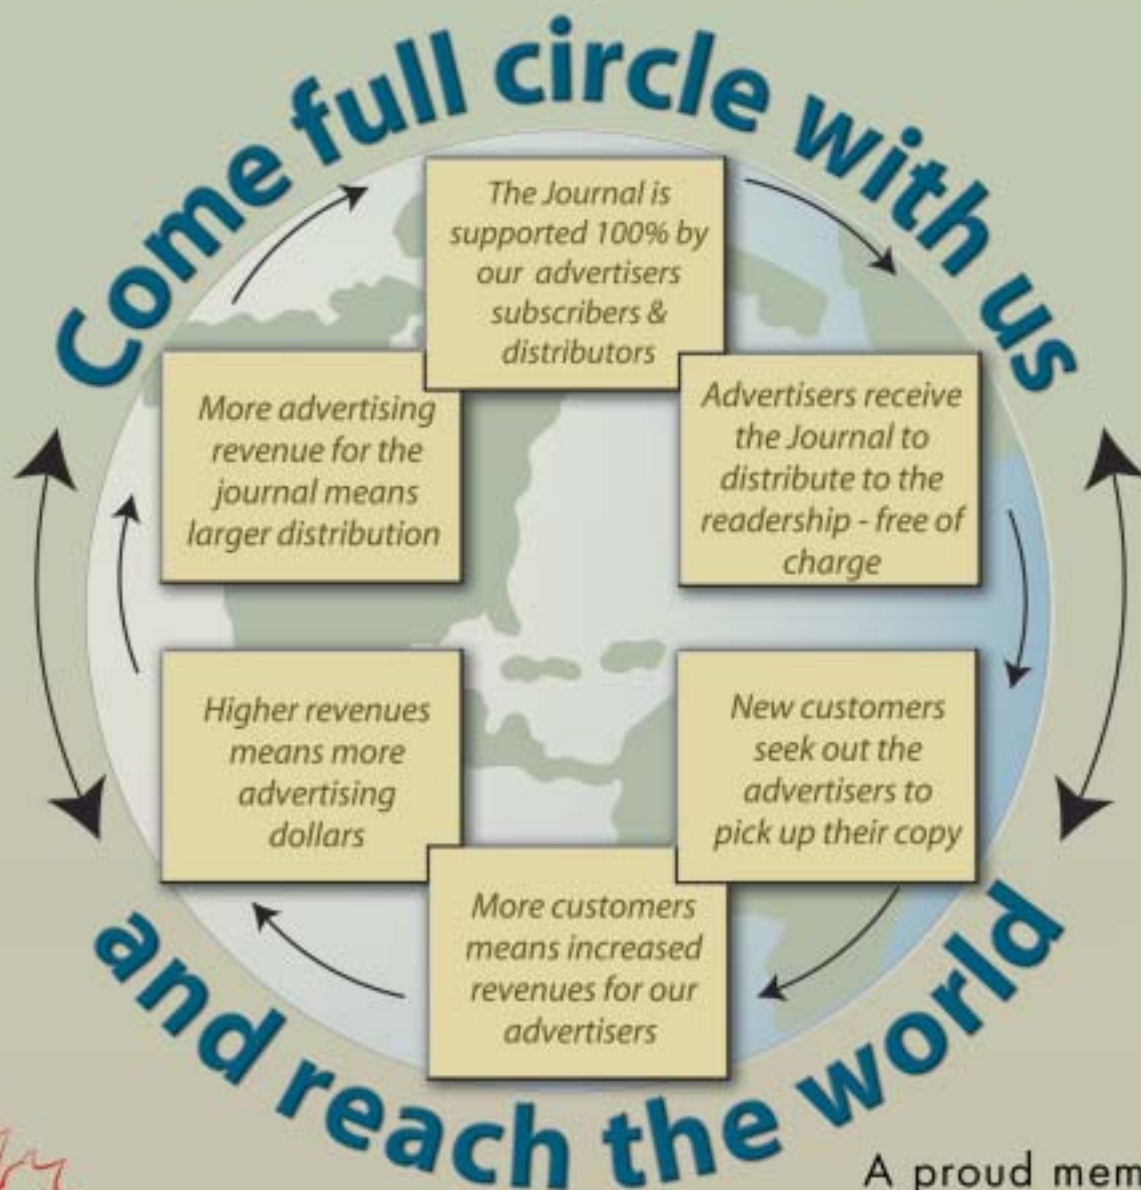 Come full circle with us
The Journal is
supported 100% by
our advertisers
subscribers &
distributors
Advertisers receive
the Journal to
distribute to the
readership - free of
charge
New customers
seek out the
advertisers to
pick up their copy
More customers
means increased
revenues for our
advertisers
Higher revenues
means more
advertising
dollars
More advertising
revenue for the
journal means
larger distribution
and reach the world
A proud mem